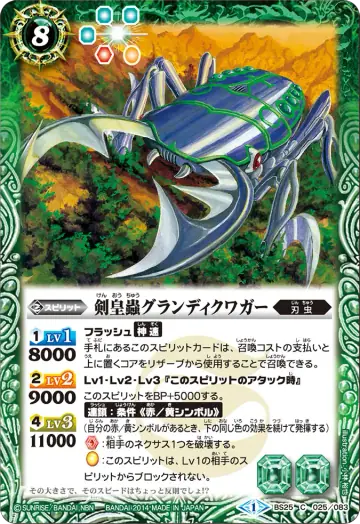 8
けん おう ちゅう
剣皇蟲グランディクワガー
スピリット
じん ちゅう
刃虫
1 LV1
8000
2 LV2
9000
4 LV3
11000
フラッシュ【神速】
手札にあるこのスピリットカードは、召喚コストの支払いと
上に置くコアをリザーブから使用することで召喚できる。
Lv1・Lv2・Lv3『このスピリットのアタック時』
このスピリットをBP+5000する。
連鎖:条件《赤/黄シンボル》
(自分の赤/黄シンボルがあるとき、下の同じ色の効果を続けて発揮する)
:相手のネクサス1つを破壊する。
:このスピリットは、Lv1の相手のス
ピリットからブロックされない。
その大きさで、そのスピードはちょっと反則でしょ!?
©SUNRISE/BANDAI,NBN BANDAI 2014 MADE IN JAPAN
1 BS25 C 025/083